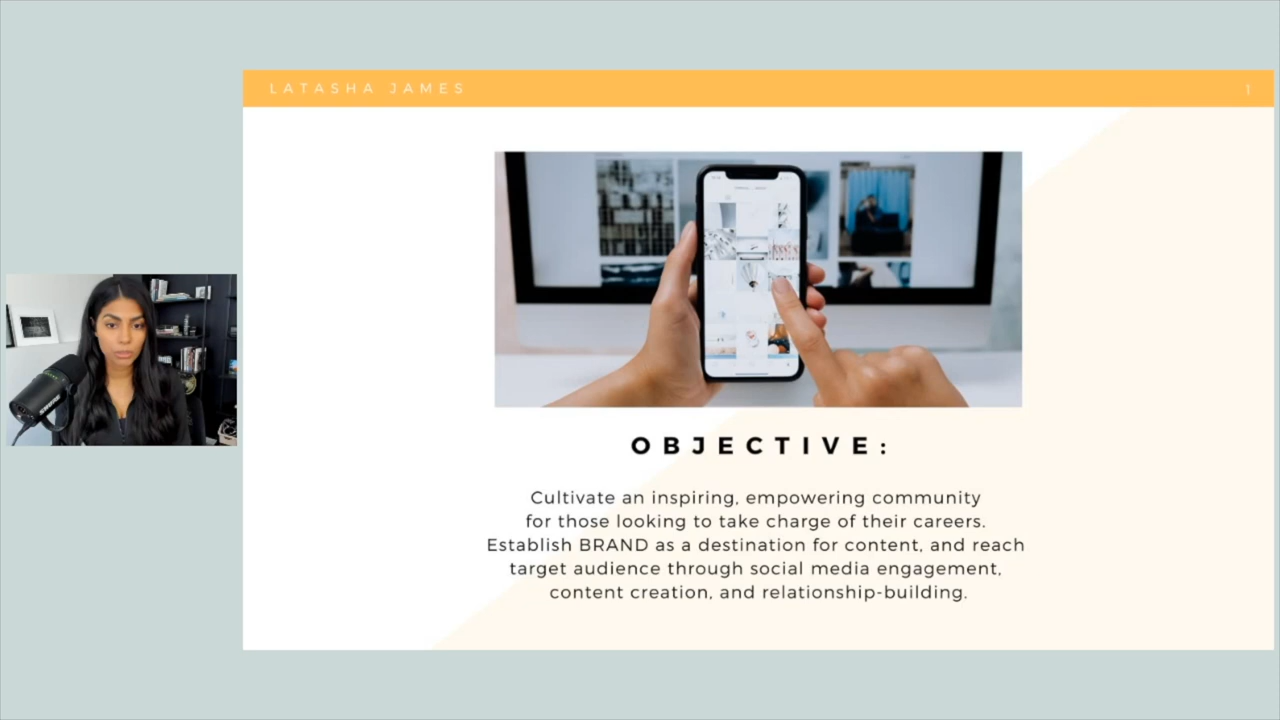 LATASHA JAMES
1
OBJECTIVE:
Cultivate an inspiring, empowering community
for those looking to take charge of their careers.
Establish BRAND as a destination for content, and reach
target audience through social media engagement,
content creation, and relationship-building.